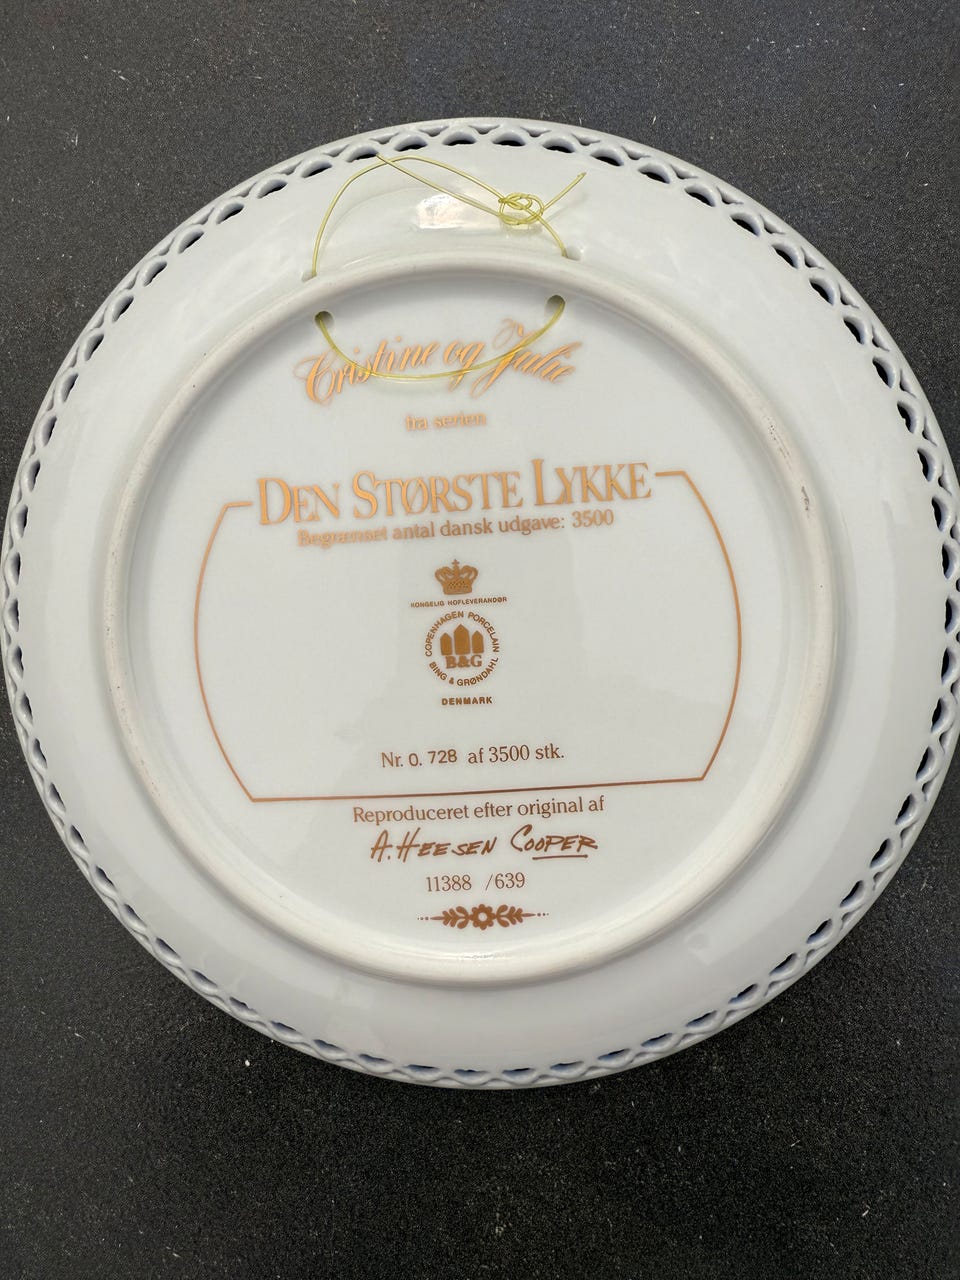 Cristine og Julie
fra serien
DEN STØRSTE LYKKE
Begrænset antal dansk udgave: 3500
KONGELIG HOFLEVERANDØR
COPENHAGEN PORCELAIN
B&G
BING & GRØNDAHL
DENMARK
Nr. 0. 728 af 3500 stk.
Reproduceret efter original af
A. HEESEN COOPER
11388 /639